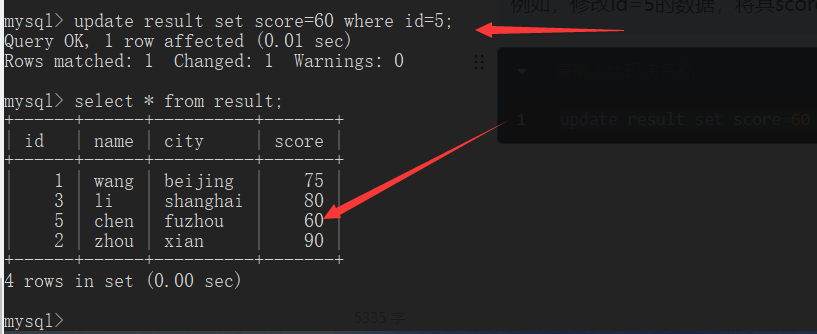 例如，修改id=5的数据，将其scor
mysql> update result set score=60 where id=5;
Query OK, 1 row affected (0.01 sec)
Rows matched: 1  Changed: 1  Warnings: 0
mysql> select * from result;
+------+------+----------+-------+
| id   | name | city     | score |
+------+------+----------+-------+
|    1 | wang | beijing  |    75 |
|    3 | li   | shanghai |    80 |
|    5 | chen | fuzhou   |    60 |
|    2 | zhou | xian     |    90 |
+------+------+----------+-------+
4 rows in set (0.00 sec)
mysql>
1 update result set score=60
5335 字